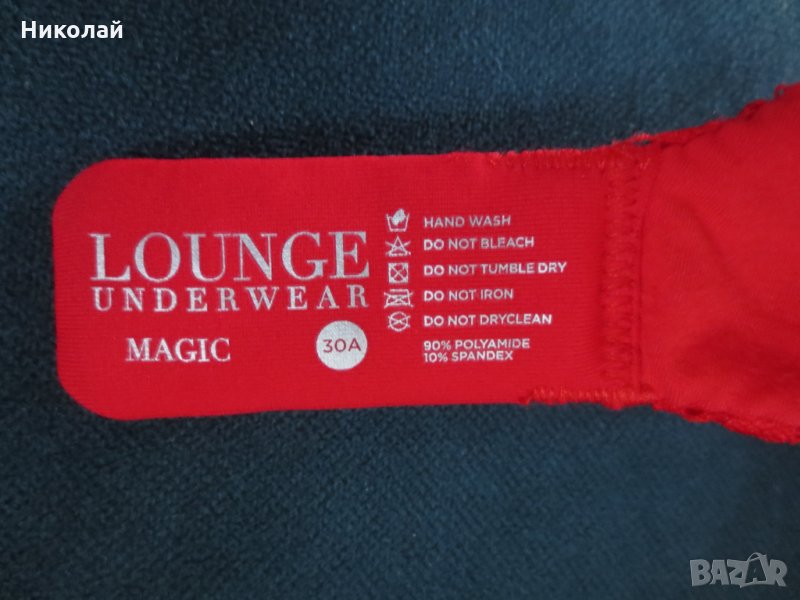 Николай
LOUNGE
UNDERWEAR
MAGIC
30A
HAND WASH
DO NOT BLEACH
DO NOT TUMBLE DRY
DO NOT IRON
DO NOT DRYCLEAN
90% POLYAMIDE
10% SPANDEX
BAZAR